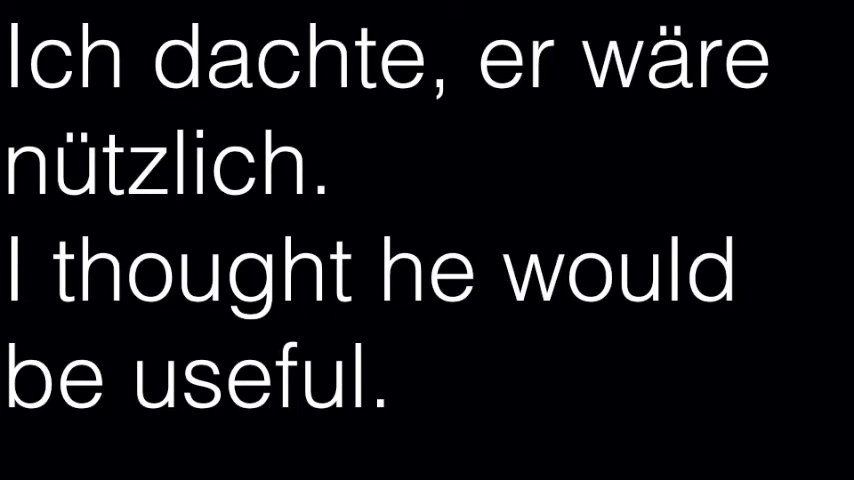 Ich dachte, er wäre
nützlich.
I thought he would
be useful.